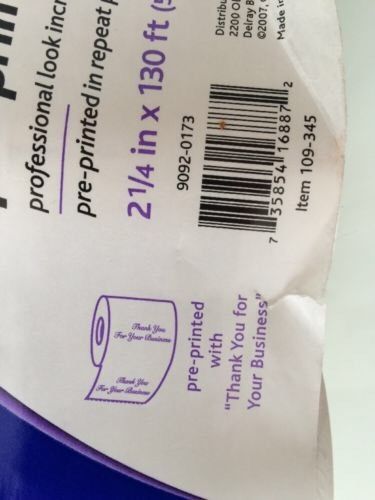 professional look incr
pre-printed in repeat
2 1/4 in x 130 ft
9092-0173
7 35854 16887 2
Item 109-345
Distribu
2200 Ol
Delray B
©2007,
Made in
Thank You
For Your Business
Thank You
For Your Business
pre-printed
with
"Thank You for
Your Business"